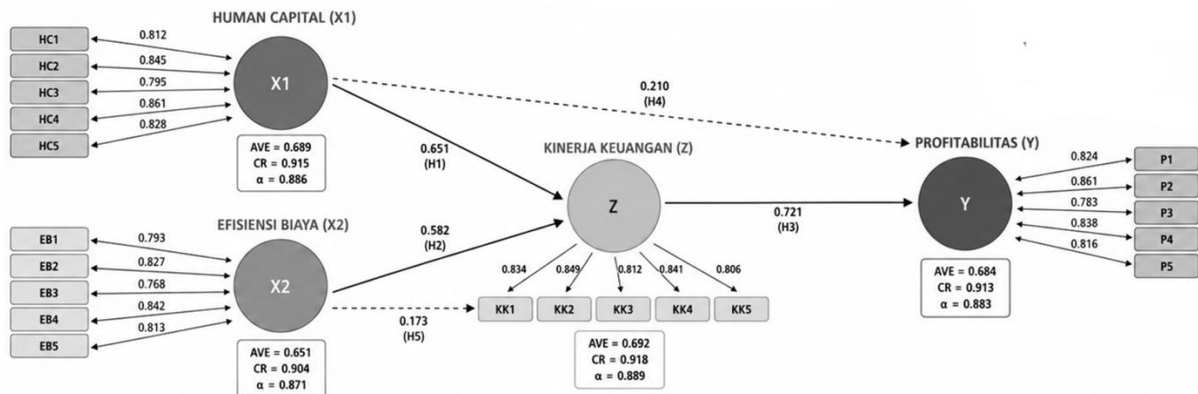 HUMAN CAPITAL (X1)
HC1
HC2
HC3
HC4
HC5
0.812
0.845
0.795
0.861
0.828
X1
AVE = 0.689
CR = 0.915
α = 0.886
0.210
(H4)
0.651
(H1)
EFISIENSI BIAYA (X2)
EB1
EB2
EB3
EB4
EB5
0.793
0.827
0.768
0.842
0.813
X2
AVE = 0.651
CR = 0.904
α = 0.871
0.582
(H2)
0.173
(H5)
KINERJA KEUANGAN (Z)
Z
0.834
0.849
0.812
0.841
0.806
KK1
KK2
KK3
KK4
KK5
AVE = 0.692
CR = 0.918
α = 0.889
0.721
(H3)
PROFITABILITAS (Y)
Y
0.824
0.861
0.783
0.838
0.816
P1
P2
P3
P4
P5
AVE = 0.684
CR = 0.913
α = 0.883